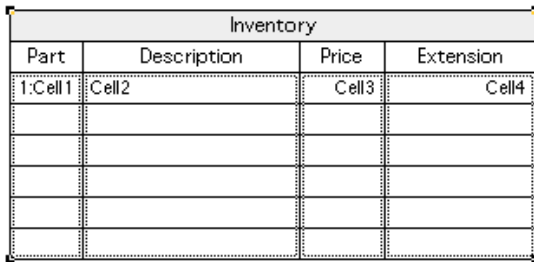 Inventory
Part Description Price Extension
1:Cell1 Cell2 Cell3 Cell4